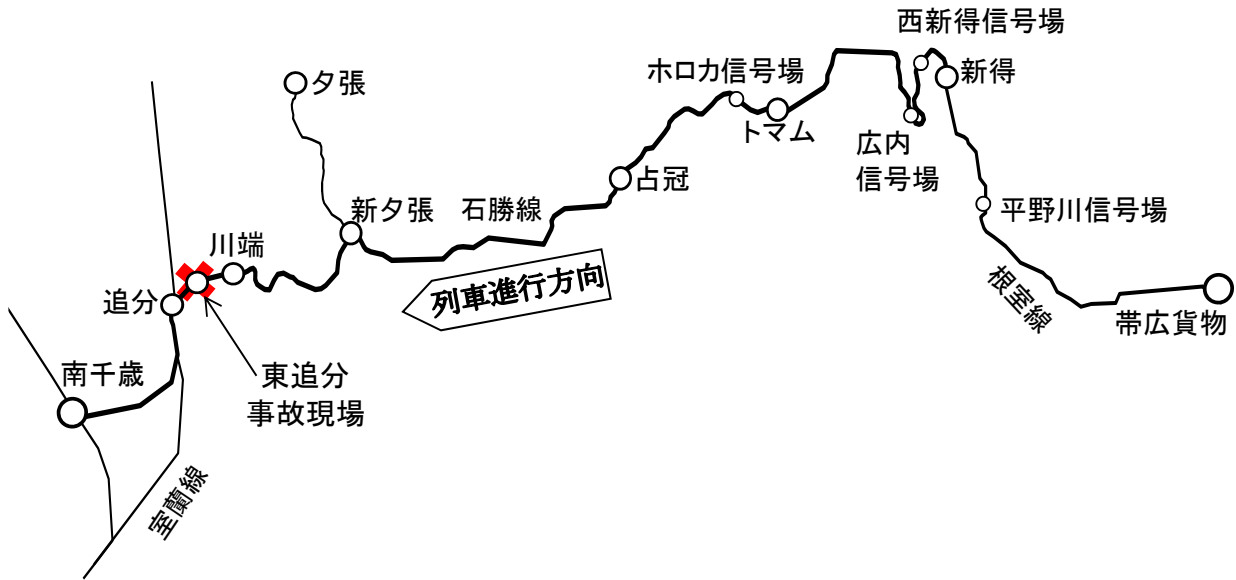 西新得信号場
ホロカ信号場
新得
夕張
トマム
広内
信号場
占冠
新夕張
石勝線
平野川信号場
川端
列車進行方向
追分
根室線
帯広貨物
南千歳
東追分
事故現場
室蘭線